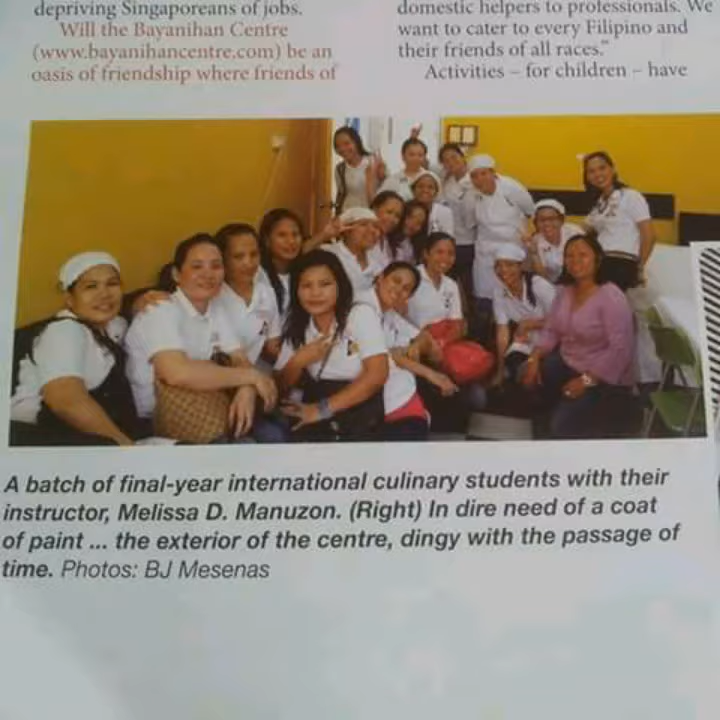 depriving Singaporeans of jobs.
Will the Bayanihan Centre
(www.bayanihancentre.com) be an
oasis of friendship where friends of
domestic helpers to professionals. We
want to cater to every Filipino and
their friends of all races."
Activities – for children – have
A batch of final-year international culinary students with their
instructor, Melissa D. Manuzon. (Right) In dire need of a coat
of paint ... the exterior of the centre, dingy with the passage of
time. Photos: BJ Mesenas